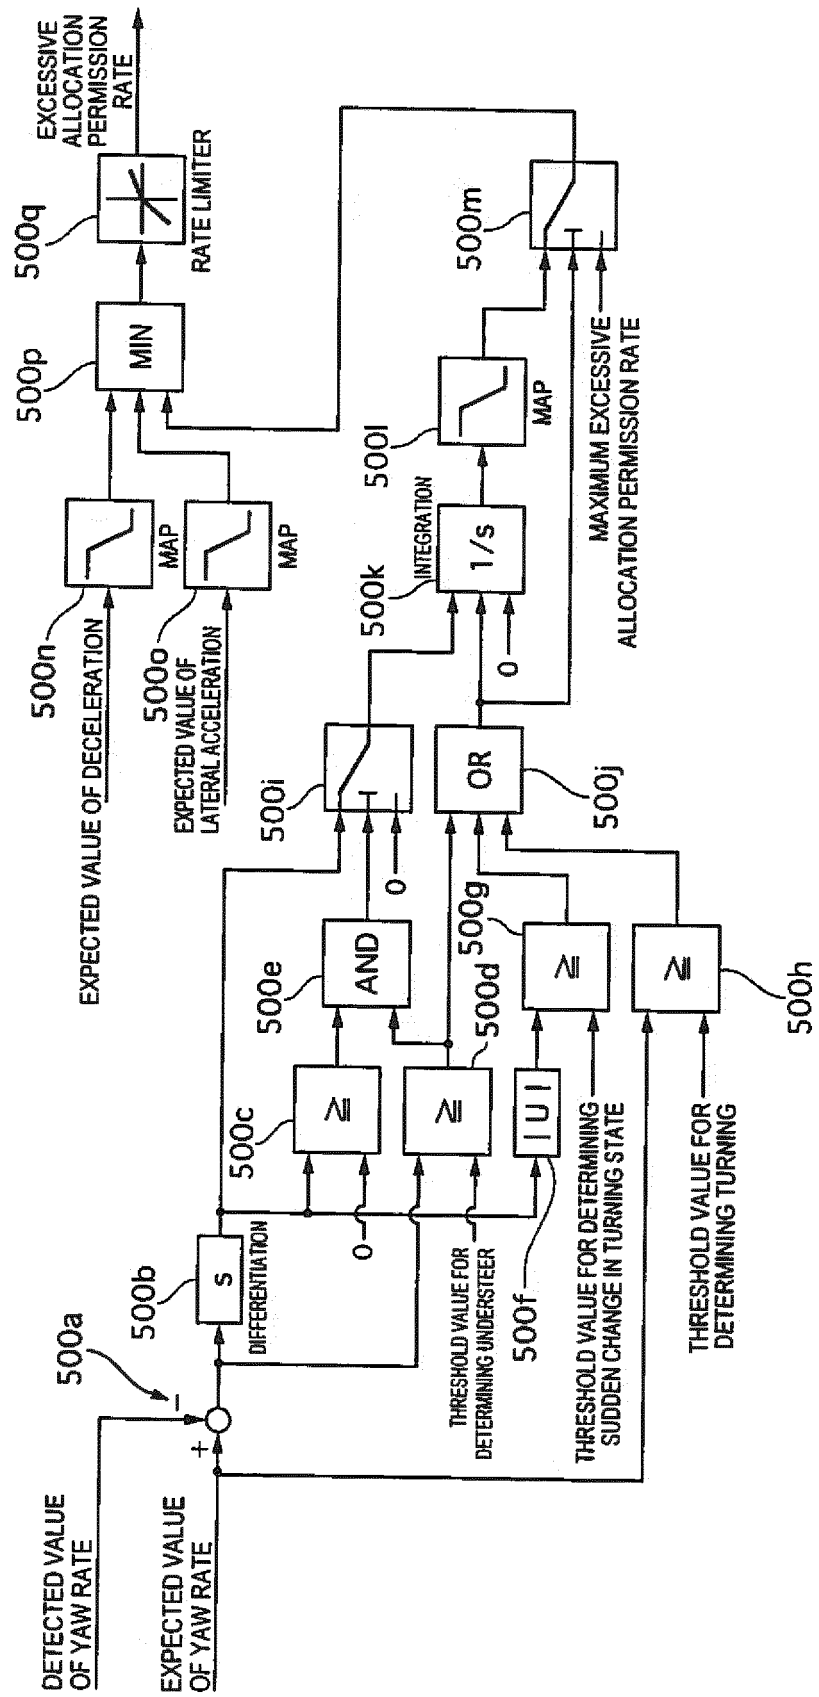 DETECTED VALUE
OF YAW RATE
EXPECTED VALUE
OF YAW RATE
+
−
500a
500b
S
DIFFERENTIATION
THRESHOLD VALUE FOR
DETERMINING UNDERSTEER
500c
≧
0
500d
≧
500e
AND
500f
|U|
THRESHOLD VALUE FOR DETERMINING
SUDDEN CHANGE IN TURNING STATE
500g
≧
THRESHOLD VALUE FOR
DETERMINING TURNING
500h
≧
500i
0
500j
OR
EXPECTED VALUE OF DECELERATION
500n
MAP
EXPECTED VALUE OF
LATERAL ACCELERATION
500o
MAP
500k
INTEGRATION
1/s
0
500l
MAP
MAXIMUM EXCESSIVE
ALLOCATION PERMISSION RATE
500m
500p
MIN
500q
RATE LIMITER
EXCESSIVE
ALLOCATION
PERMISSION
RATE